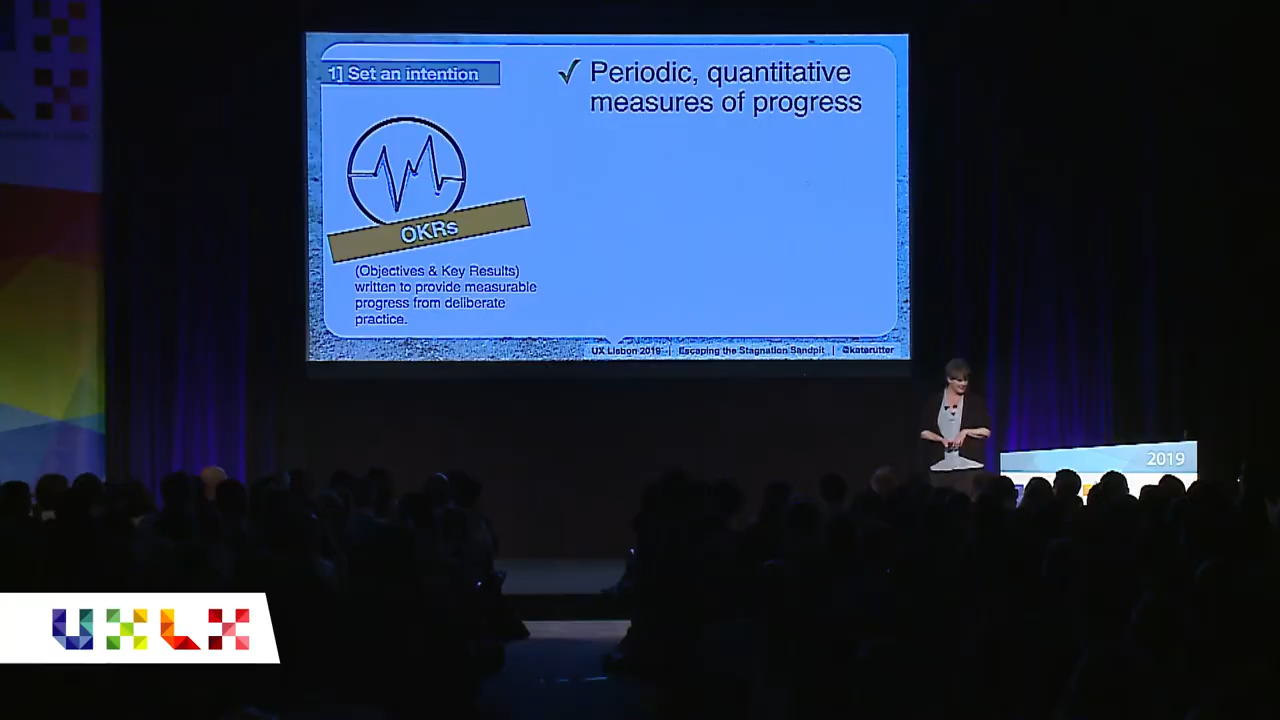 1] Set an intention
✓ Periodic, quantitative
measures of progress
OKRs
(Objectives & Key Results)
written to provide measurable
progress from deliberate
practice.
UX Lisbon 2019 | Escaping the Stagnation Sandpit | @katerutter
2019
UXLX